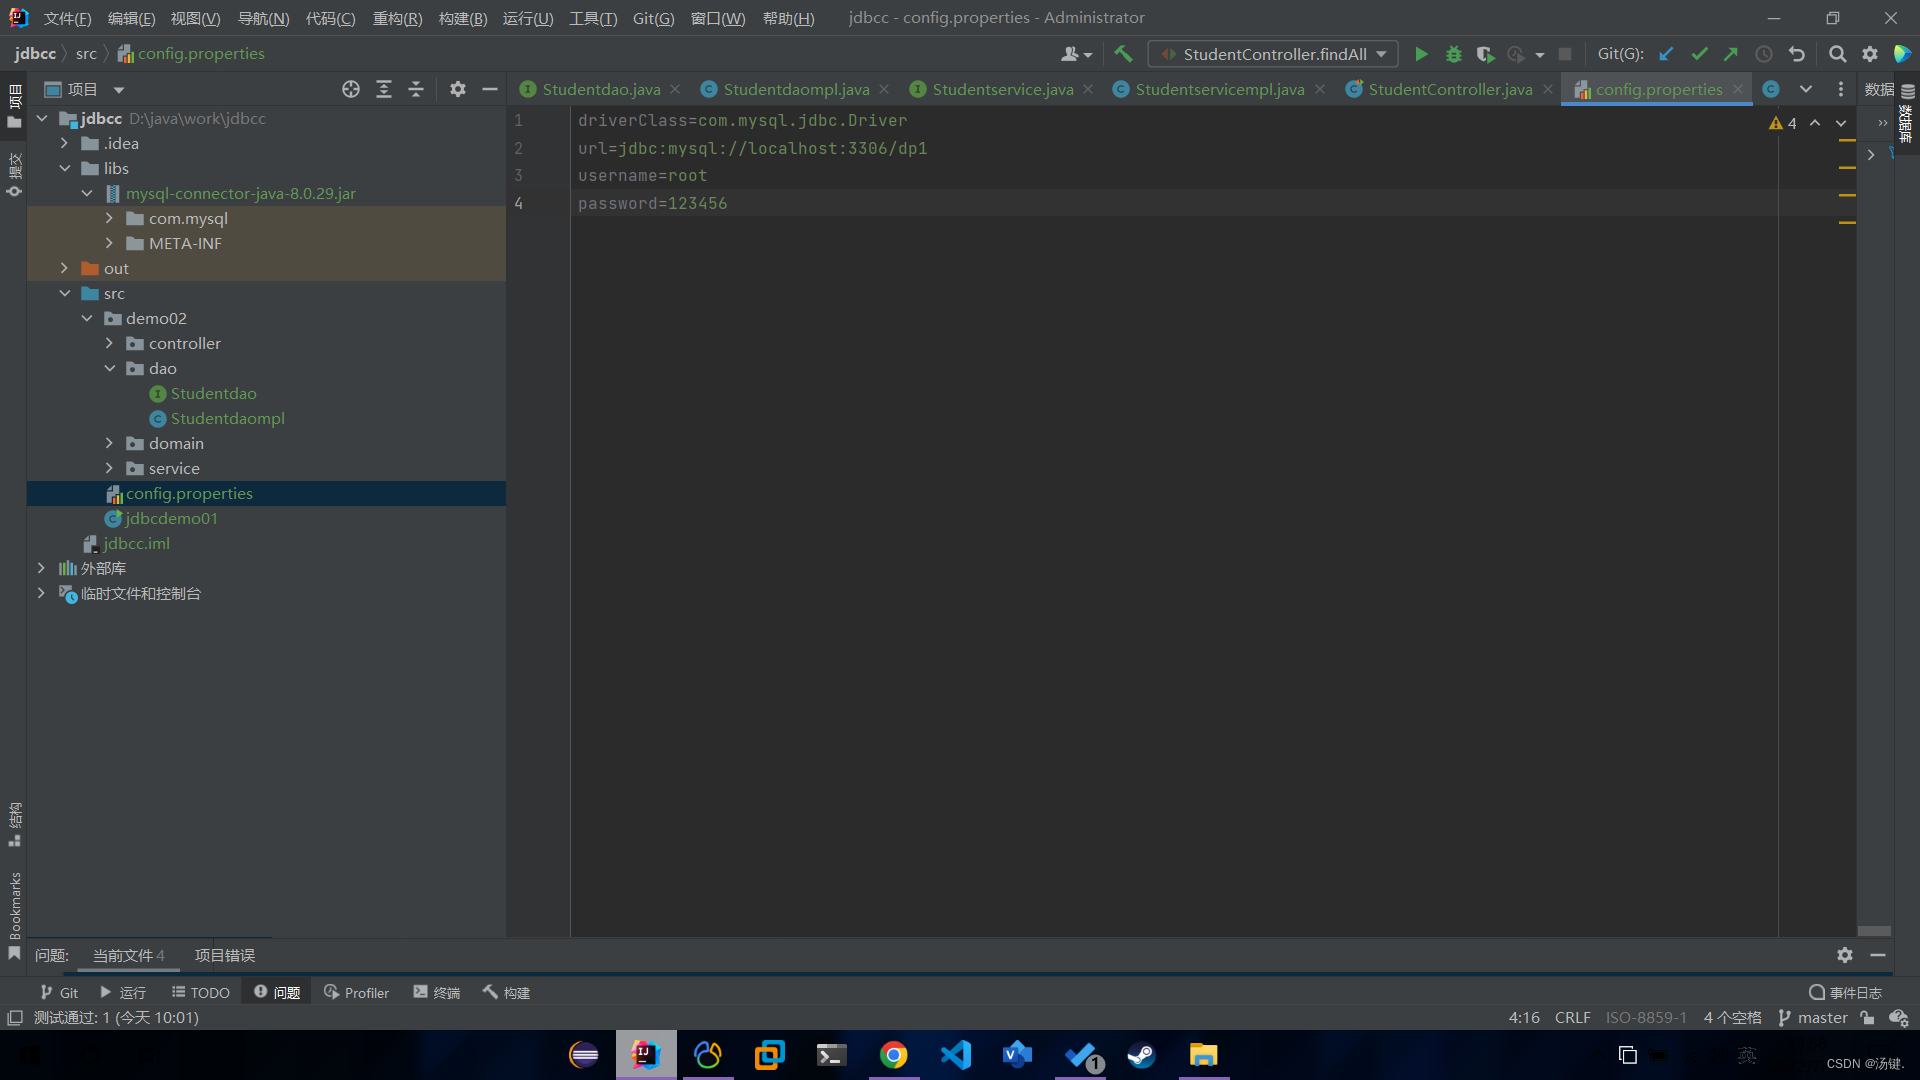 文件(F) 编辑(E) 视图(V) 导航(N) 代码(C) 重构(R) 构建(B) 运行(U) 工具(T) Git(G) 窗口(W) 帮助(H) jdbcc - config.properties - Administrator
jdbcc src config.properties StudentController.findAll Git(G):
项目 Studentdao.java Studentdaompl.java Studentservice.java Studentservicempl.java StudentController.java config.properties 数据
项目
提交
结构
Bookmarks
jdbcc D:\java\work\jdbcc
.idea
libs
mysql-connector-java-8.0.29.jar
com.mysql
META-INF
out
src
demo02
controller
dao
Studentdao
Studentdaompl
domain
service
config.properties
jdbcdemo01
jdbcc.iml
外部库
临时文件和控制台
1 driverClass=com.mysql.jdbc.Driver
2 url=jdbc:mysql://localhost:3306/dp1
3 username=root
4 password=123456
4
数据库
问题: 当前文件 4 项目错误
Git 运行 TODO 问题 Profiler 终端 构建 事件日志
测试通过: 1 (今天 10:01) 4:16 CRLF ISO-8859-1 4 个空格 master
1
英
CSDN @汤键.